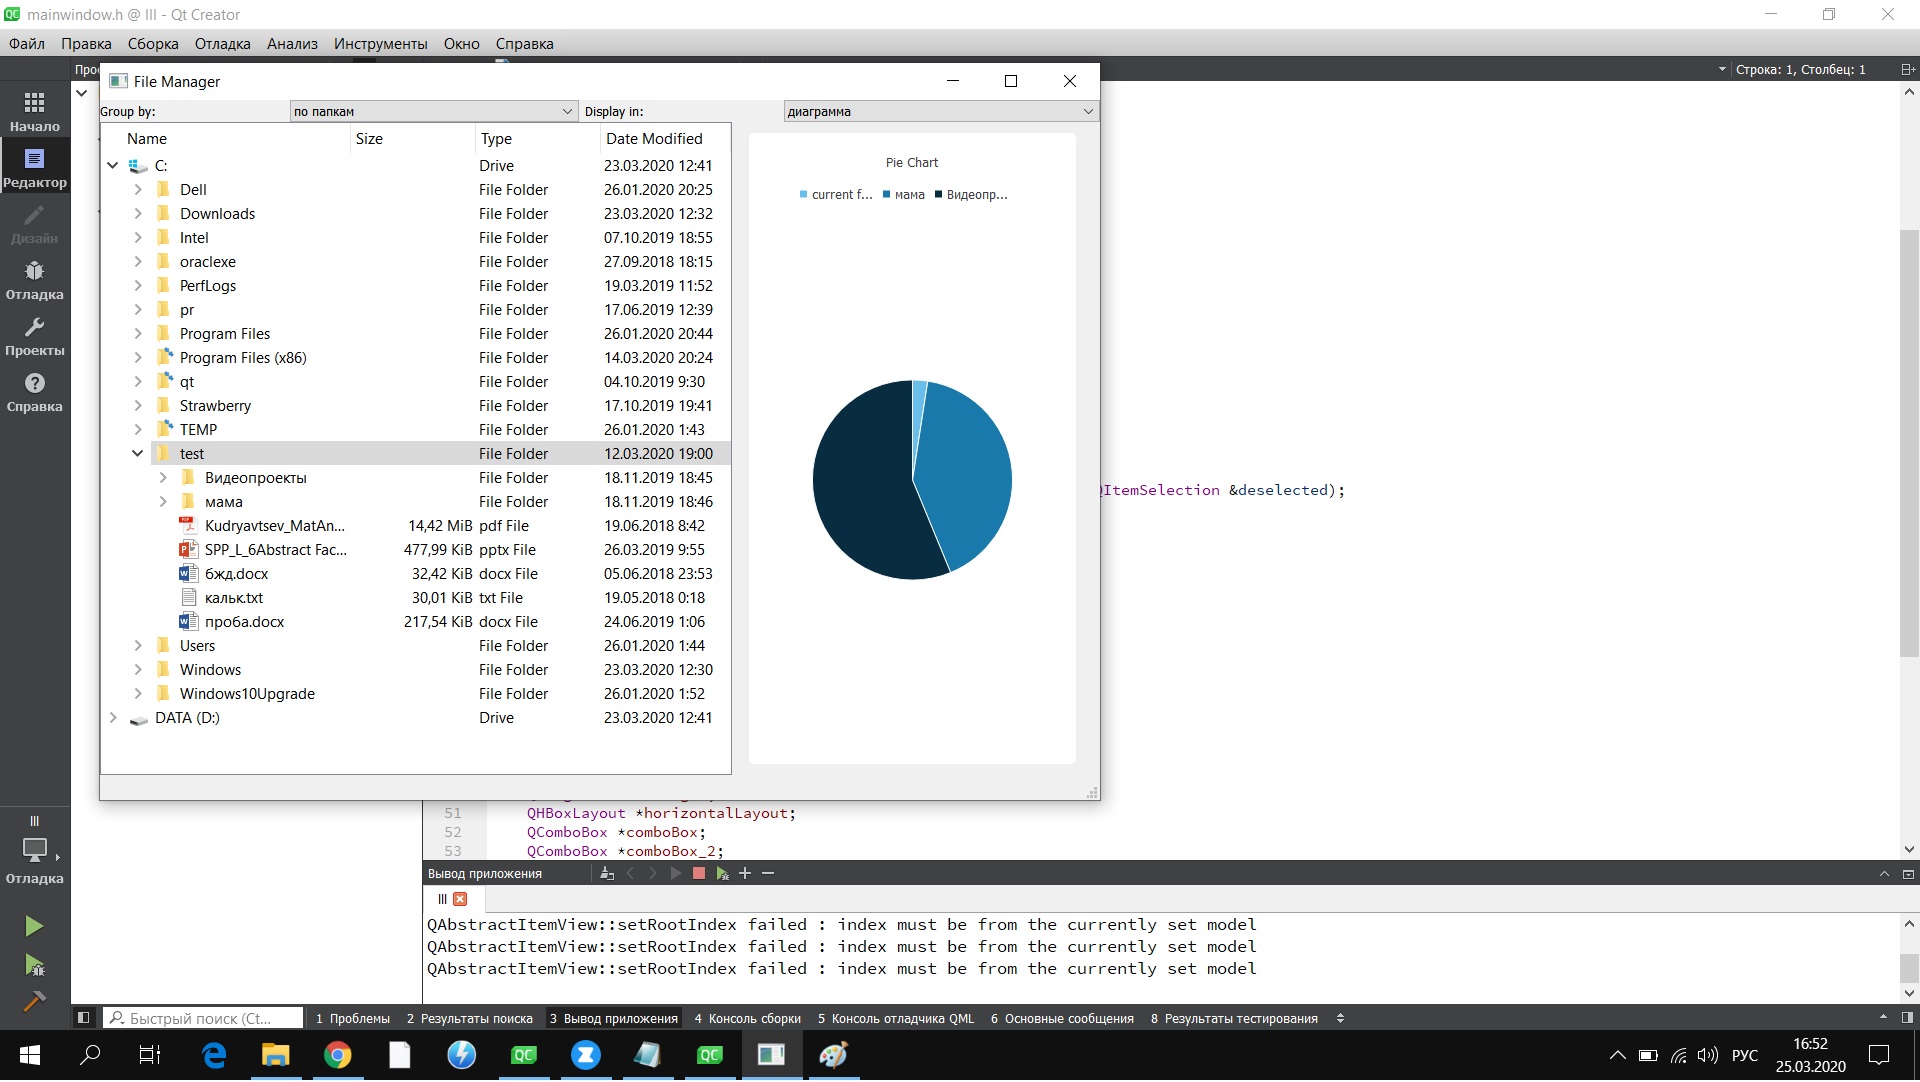 mainwindow.h @ lll - Qt Creator
Файл Правка Сборка Отладка Анализ Инструменты Окно Справка
Строка: 1, Столбец: 1
File Manager
Group by: по папкам Display in: диаграмма
Name Size Type Date Modified
C: Drive 23.03.2020 12:41
Dell File Folder 26.01.2020 20:25
Downloads File Folder 23.03.2020 12:32
Intel File Folder 07.10.2019 18:55
oraclexe File Folder 27.09.2018 18:15
PerfLogs File Folder 19.03.2019 11:52
pr File Folder 17.06.2019 12:39
Program Files File Folder 26.01.2020 20:44
Program Files (x86) File Folder 14.03.2020 20:24
qt File Folder 04.10.2019 9:30
Strawberry File Folder 17.10.2019 19:41
TEMP File Folder 26.01.2020 1:43
test File Folder 12.03.2020 19:00
Видеопроекты File Folder 18.11.2019 18:45
мама File Folder 18.11.2019 18:46
Kudryavtsev_MatAn... 14,42 MiB pdf File 19.06.2018 8:42
SPP_L_6Abstract Fac... 477,99 KiB pptx File 26.03.2019 9:55
бжд.docx 32,42 KiB docx File 05.06.2018 23:53
кальк.txt 30,01 KiB txt File 19.05.2018 0:18
проба.docx 217,54 KiB docx File 24.06.2019 1:06
Users File Folder 26.01.2020 1:44
Windows File Folder 23.03.2020 12:30
Windows10Upgrade File Folder 26.01.2020 1:52
DATA (D:) Drive 23.03.2020 12:41
Pie Chart
current f... мама Видеопр...
Начало
Редактор
Дизайн
Отладка
Проекты
Справка
lll
Отладка
QItemSelection &deselected);
51 QHBoxLayout *horizontalLayout;
52 QComboBox *comboBox;
53 QComboBox *comboBox_2;
Вывод приложения
lll
QAbstractItemView::setRootIndex failed : index must be from the currently set model
QAbstractItemView::setRootIndex failed : index must be from the currently set model
QAbstractItemView::setRootIndex failed : index must be from the currently set model
Быстрый поиск (Ct... 1 Проблемы 2 Результаты поиска 3 Вывод приложения 4 Консоль сборки 5 Консоль отладчика QML 6 Основные сообщения 8 Результаты тестирования
РУС
16:52
25.03.2020